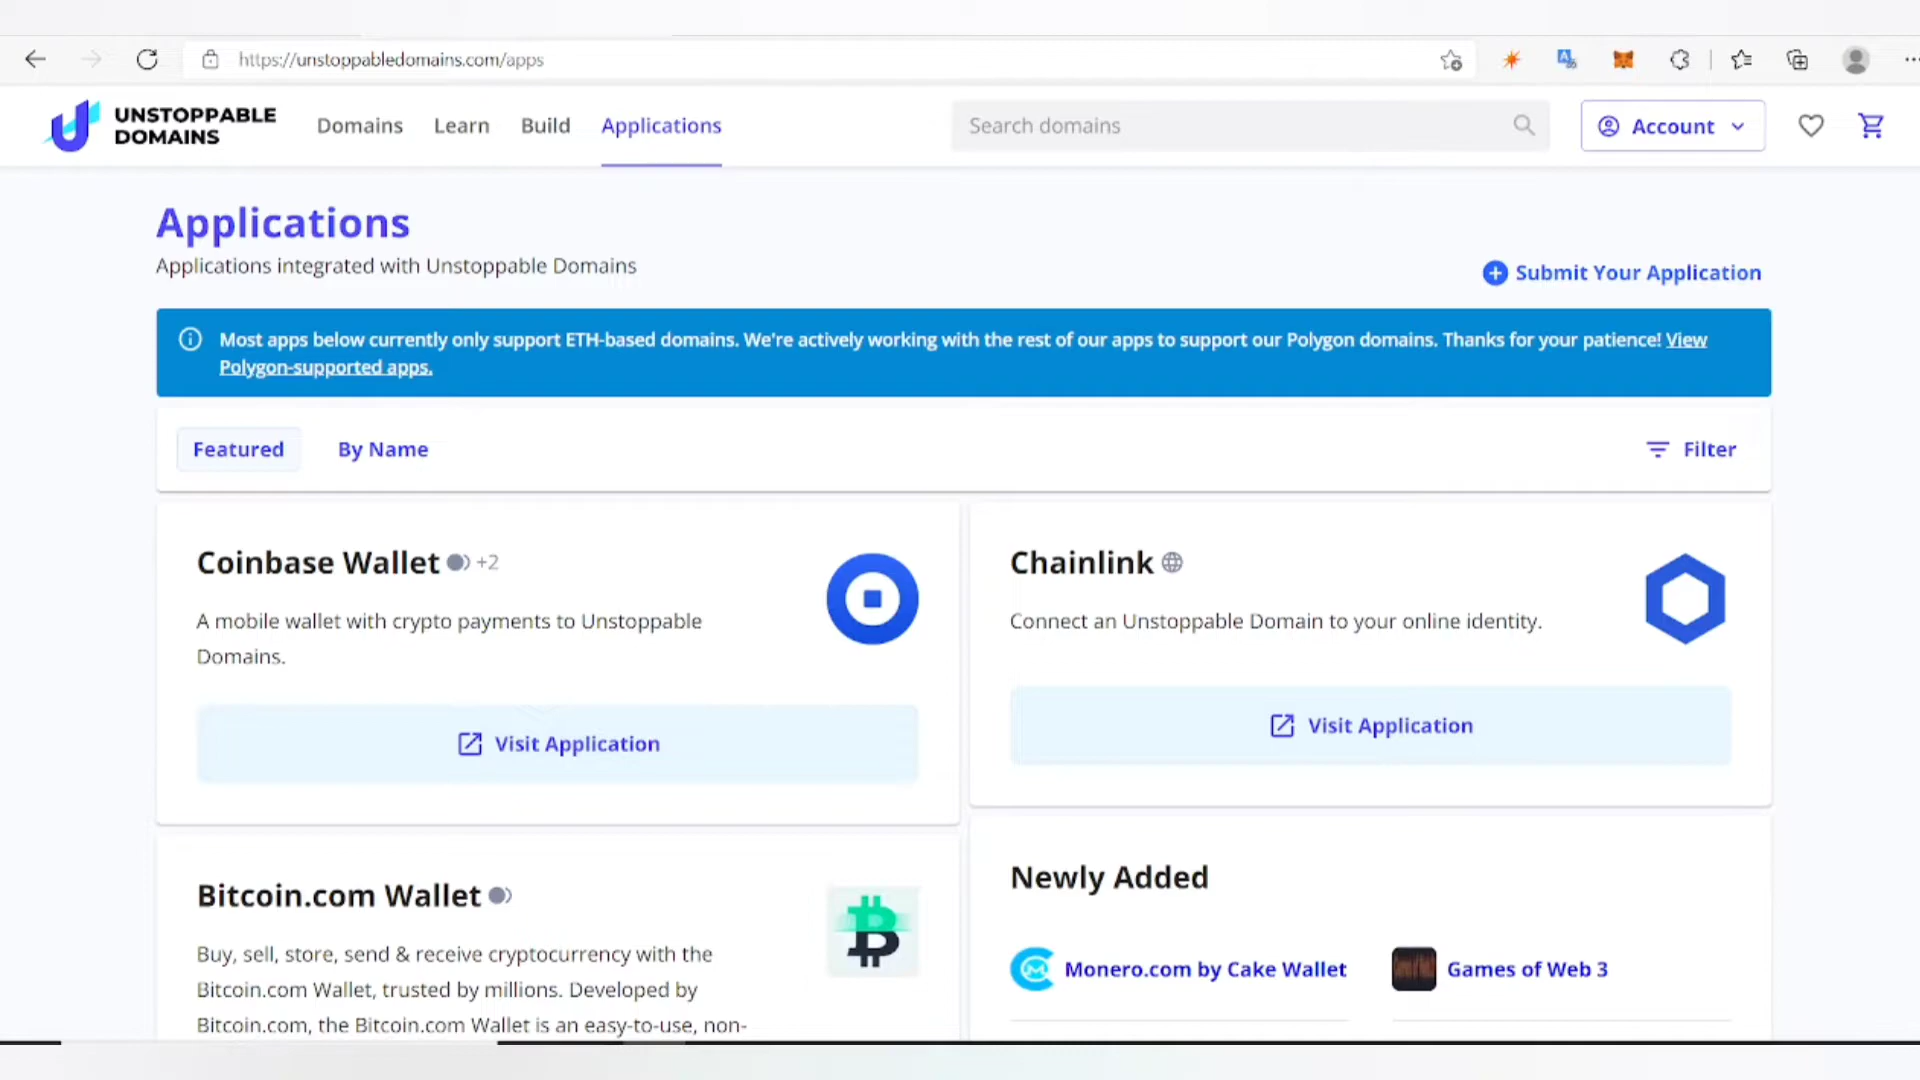 https://unstoppabledomains.com/apps
UNSTOPPABLE
DOMAINS
Domains
Learn
Build
Applications
Search domains
Account
Applications
Applications integrated with Unstoppable Domains
Submit Your Application
Most apps below currently only support ETH-based domains. We're actively working with the rest of our apps to support our Polygon domains. Thanks for your patience! View
Polygon-supported apps.
Featured
By Name
Filter
Coinbase Wallet +2
A mobile wallet with crypto payments to Unstoppable
Domains.
Visit Application
Chainlink
Connect an Unstoppable Domain to your online identity.
Visit Application
Bitcoin.com Wallet
Buy, sell, store, send & receive cryptocurrency with the
Bitcoin.com Wallet, trusted by millions. Developed by
Bitcoin.com, the Bitcoin.com Wallet is an easy-to-use, non-
Newly Added
Monero.com by Cake Wallet
Games of Web 3